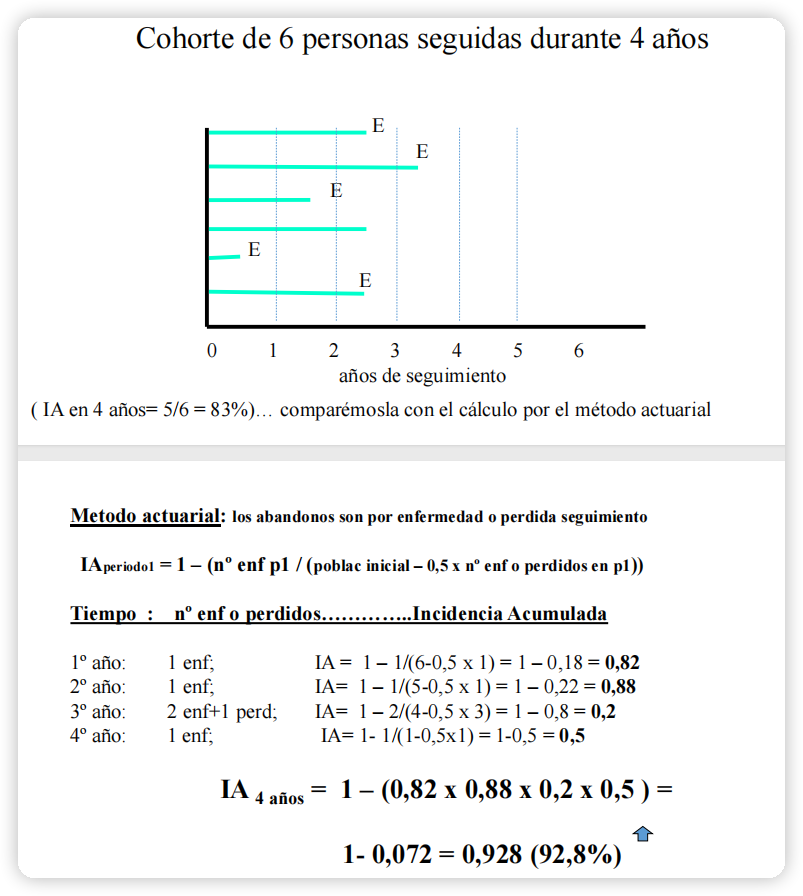 Cohorte de 6 personas seguidas durante 4 años
E
E
E
E
E
0 1 2 3 4 5 6
años de seguimiento
( IA en 4 años= 5/6 = 83%)… comparémosla con el cálculo por el método actuarial
Metodo actuarial: los abandonos son por enfermedad o perdida seguimiento
IAperiodo1 = 1 – (nº enf p1 / (poblac inicial – 0,5 x nº enf o perdidos en p1))
Tiempo : nº enf o perdidos…………..Incidencia Acumulada
1º año: 1 enf; IA = 1 – 1/(6-0,5 x 1) = 1 – 0,18 = 0,82
2º año: 1 enf; IA= 1 – 1/(5-0,5 x 1) = 1 – 0,22 = 0,88
3º año: 2 enf+1 perd; IA= 1 – 2/(4-0,5 x 3) = 1 – 0,8 = 0,2
4º año: 1 enf; IA= 1- 1/(1-0,5x1) = 1-0,5 = 0,5
IA 4 años = 1 – (0,82 x 0,88 x 0,2 x 0,5 ) =
1- 0,072 = 0,928 (92,8%)